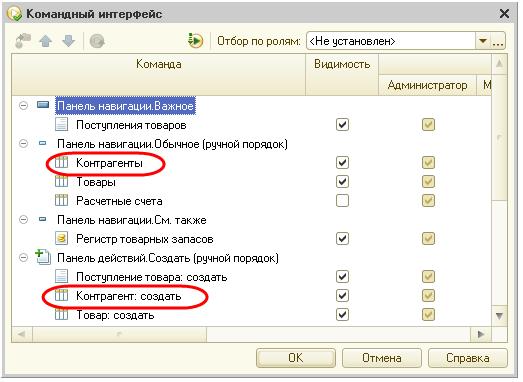 Командный интерфейс
Отбор по ролям: <Не установлен>
Команда Видимость
Администратор М
Панель навигации.Важное
Поступления товаров
Панель навигации.Обычное (ручной порядок)
Контрагенты
Товары
Расчетные счета
Панель навигации.См. также
Регистр товарных запасов
Панель действий.Создать (ручной порядок)
Поступление товара: создать
Контрагент: создать
Товар: создать
OK Отмена Справка